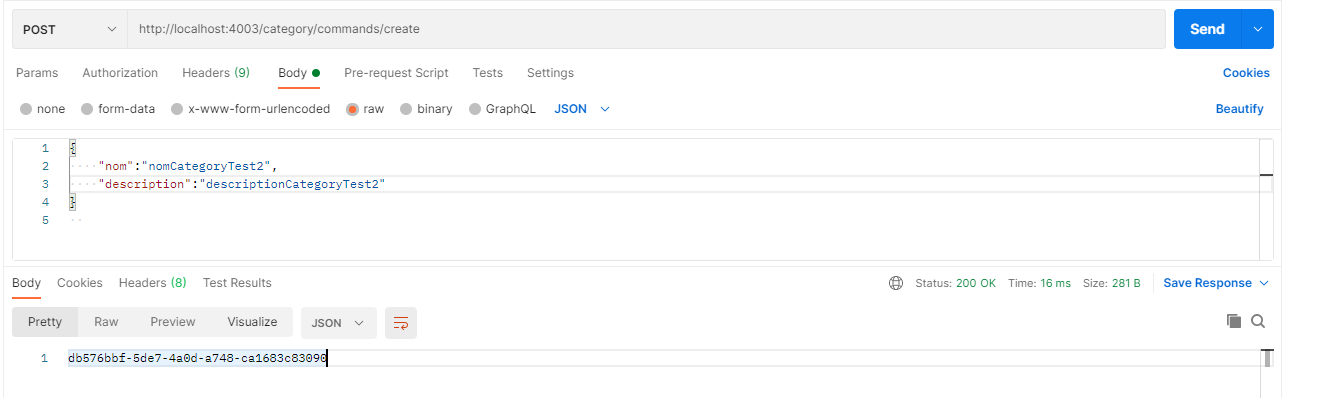 POST http://localhost:4003/category/commands/create Send
Params Authorization Headers (9) Body Pre-request Script Tests Settings Cookies
none form-data x-www-form-urlencoded raw binary GraphQL JSON Beautify
1 {
2 "nom":"nomCategoryTest2",
3 "description":"descriptionCategoryTest2"
4 }
5
Body Cookies Headers (8) Test Results Status: 200 OK Time: 16 ms Size: 281 B Save Response
Pretty Raw Preview Visualize JSON
1 db576bbf-5de7-4a0d-a748-ca1683c83090